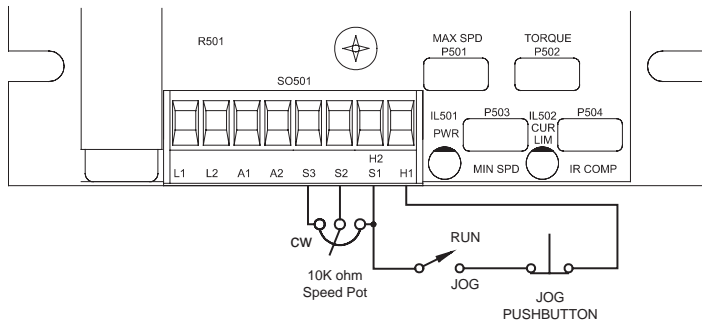 R501
MAX SPD
P501
TORQUE
P502
SO501
IL501
PWR
P503
IL502
CUR
LIM
P504
MIN SPD
IR COMP
H2
L1 L2 A1 A2 S3 S2 S1 H1
CW
10K ohm
Speed Pot
RUN
JOG
JOG
PUSHBUTTON